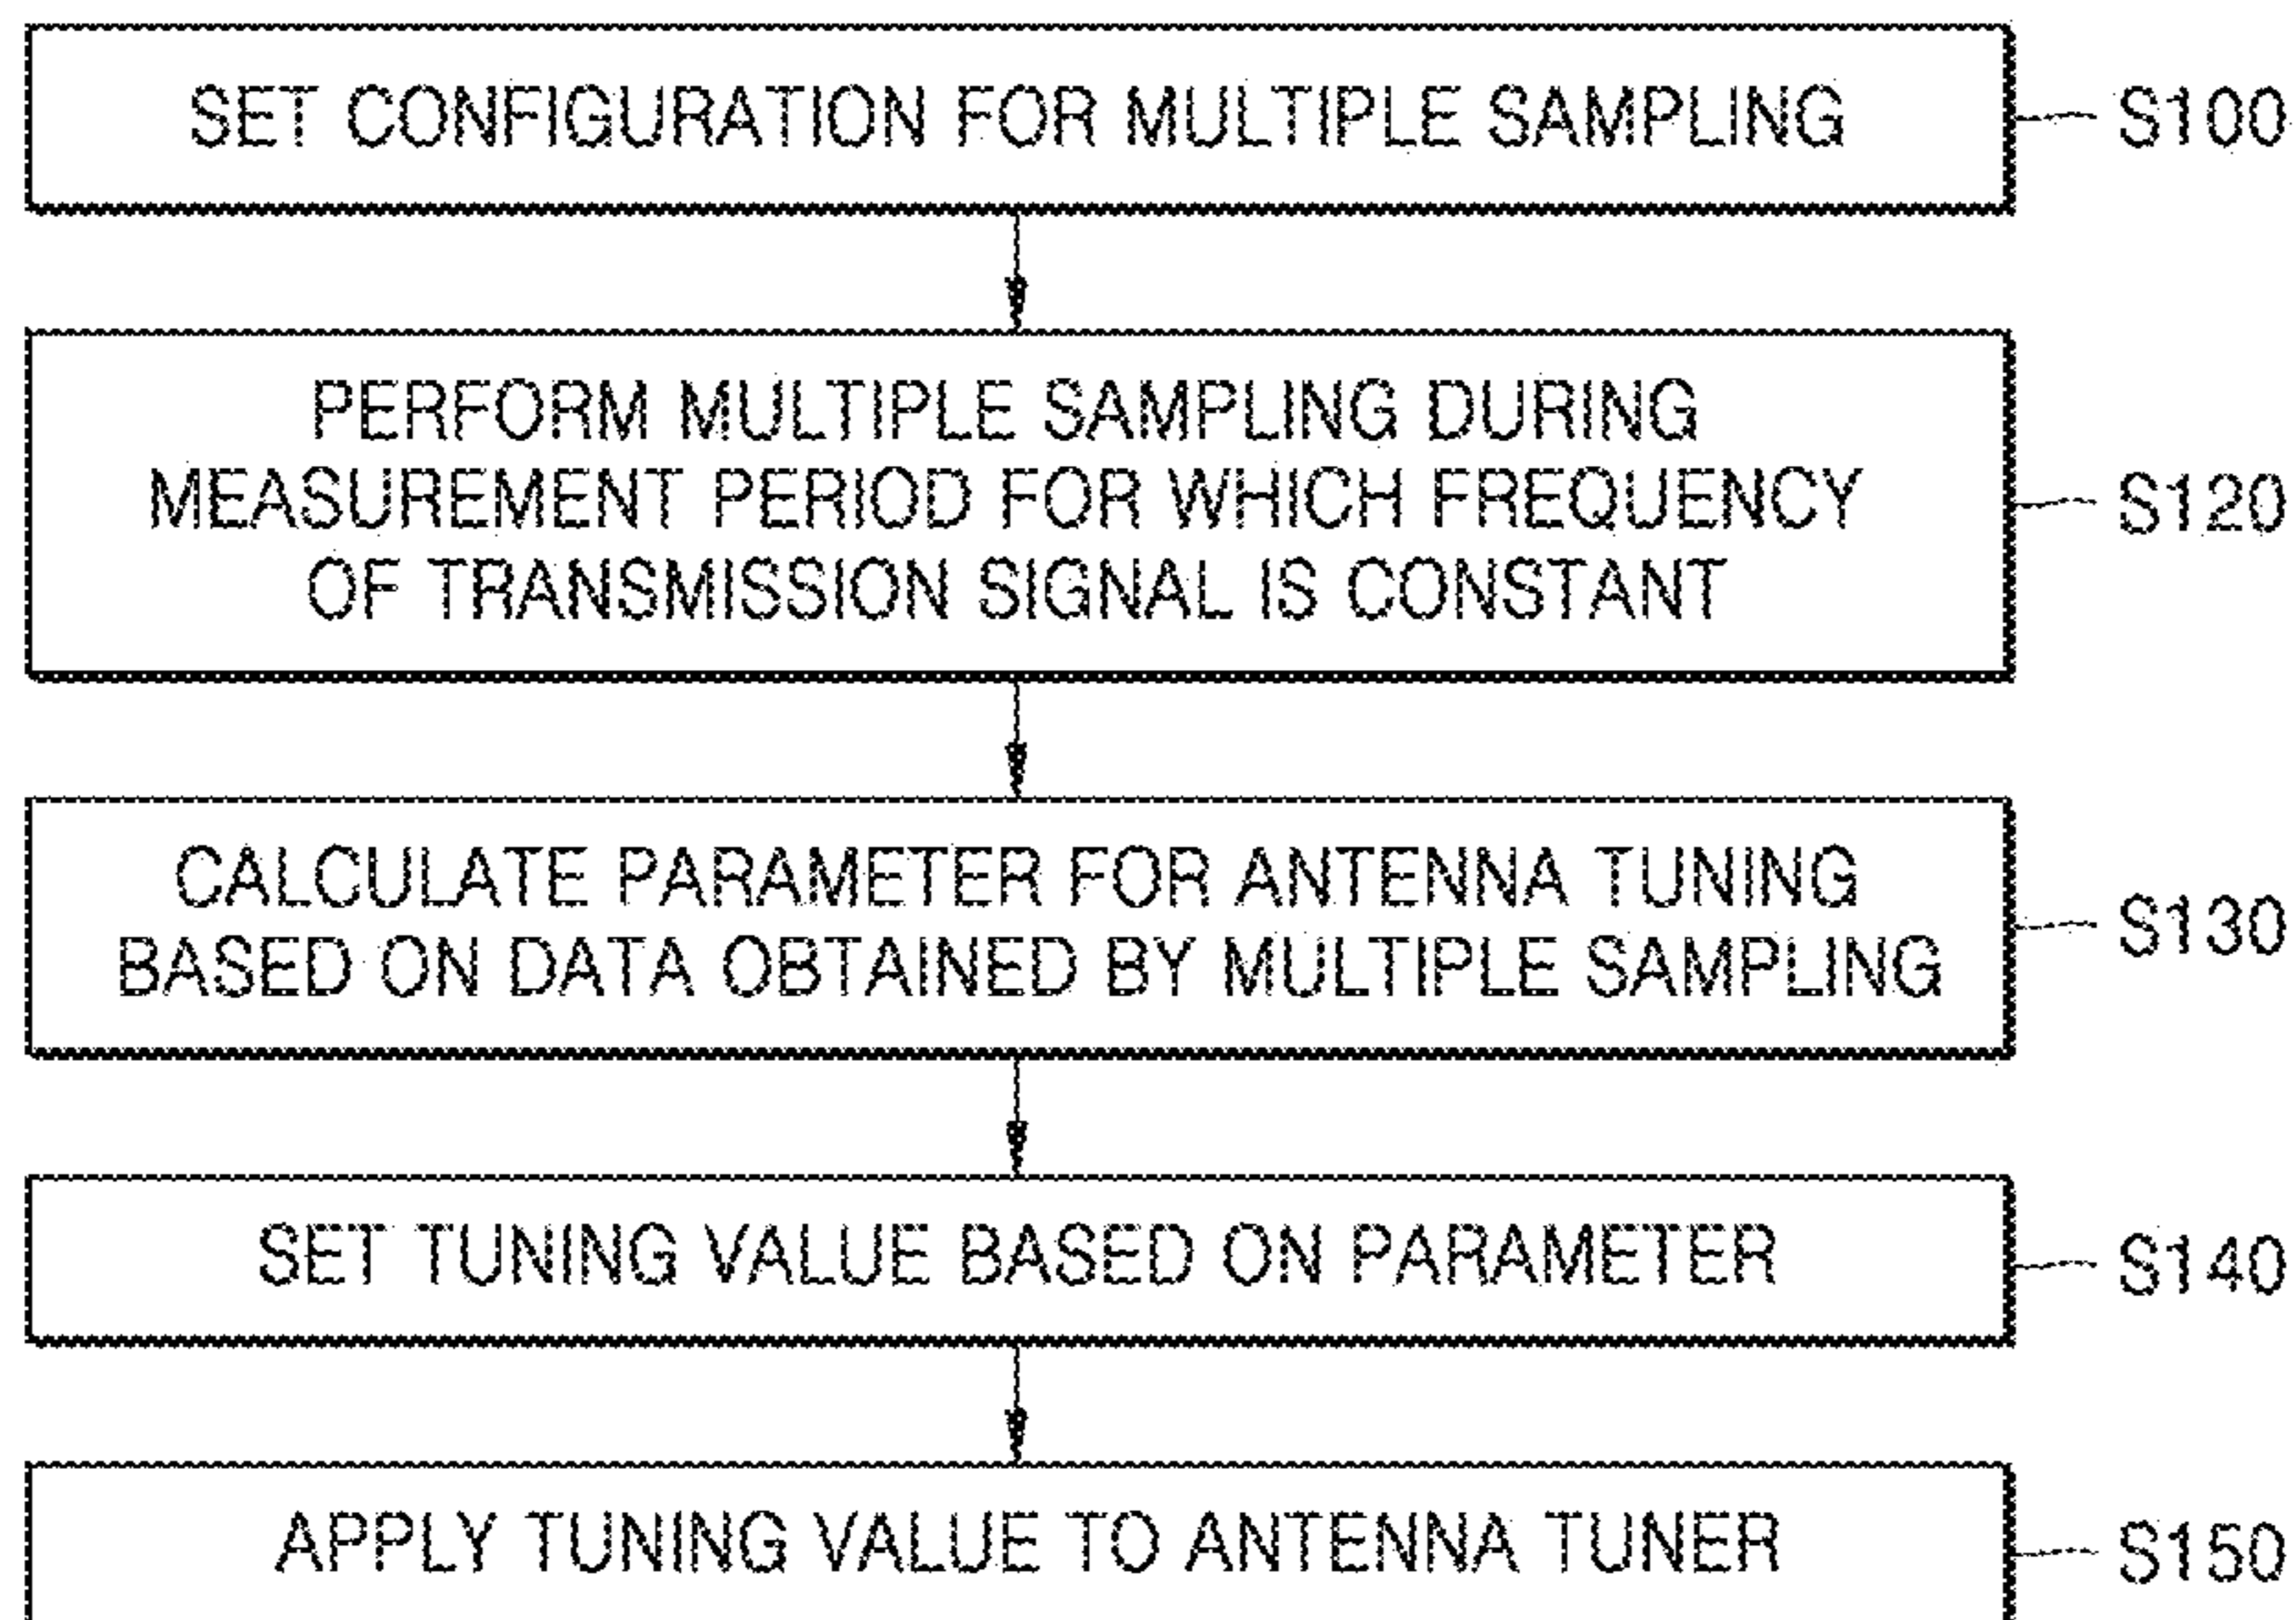 SET CONFIGURATION FOR MULTIPLE SAMPLING
S100
PERFORM MULTIPLE SAMPLING DURING
MEASUREMENT PERIOD FOR WHICH FREQUENCY
OF TRANSMISSION SIGNAL IS CONSTANT
S120
CALCULATE PARAMETER FOR ANTENNA TUNING
BASED ON DATA OBTAINED BY MULTIPLE SAMPLING
S130
SET TUNING VALUE BASED ON PARAMETER
S140
APPLY TUNING VALUE TO ANTENNA TUNER
S150